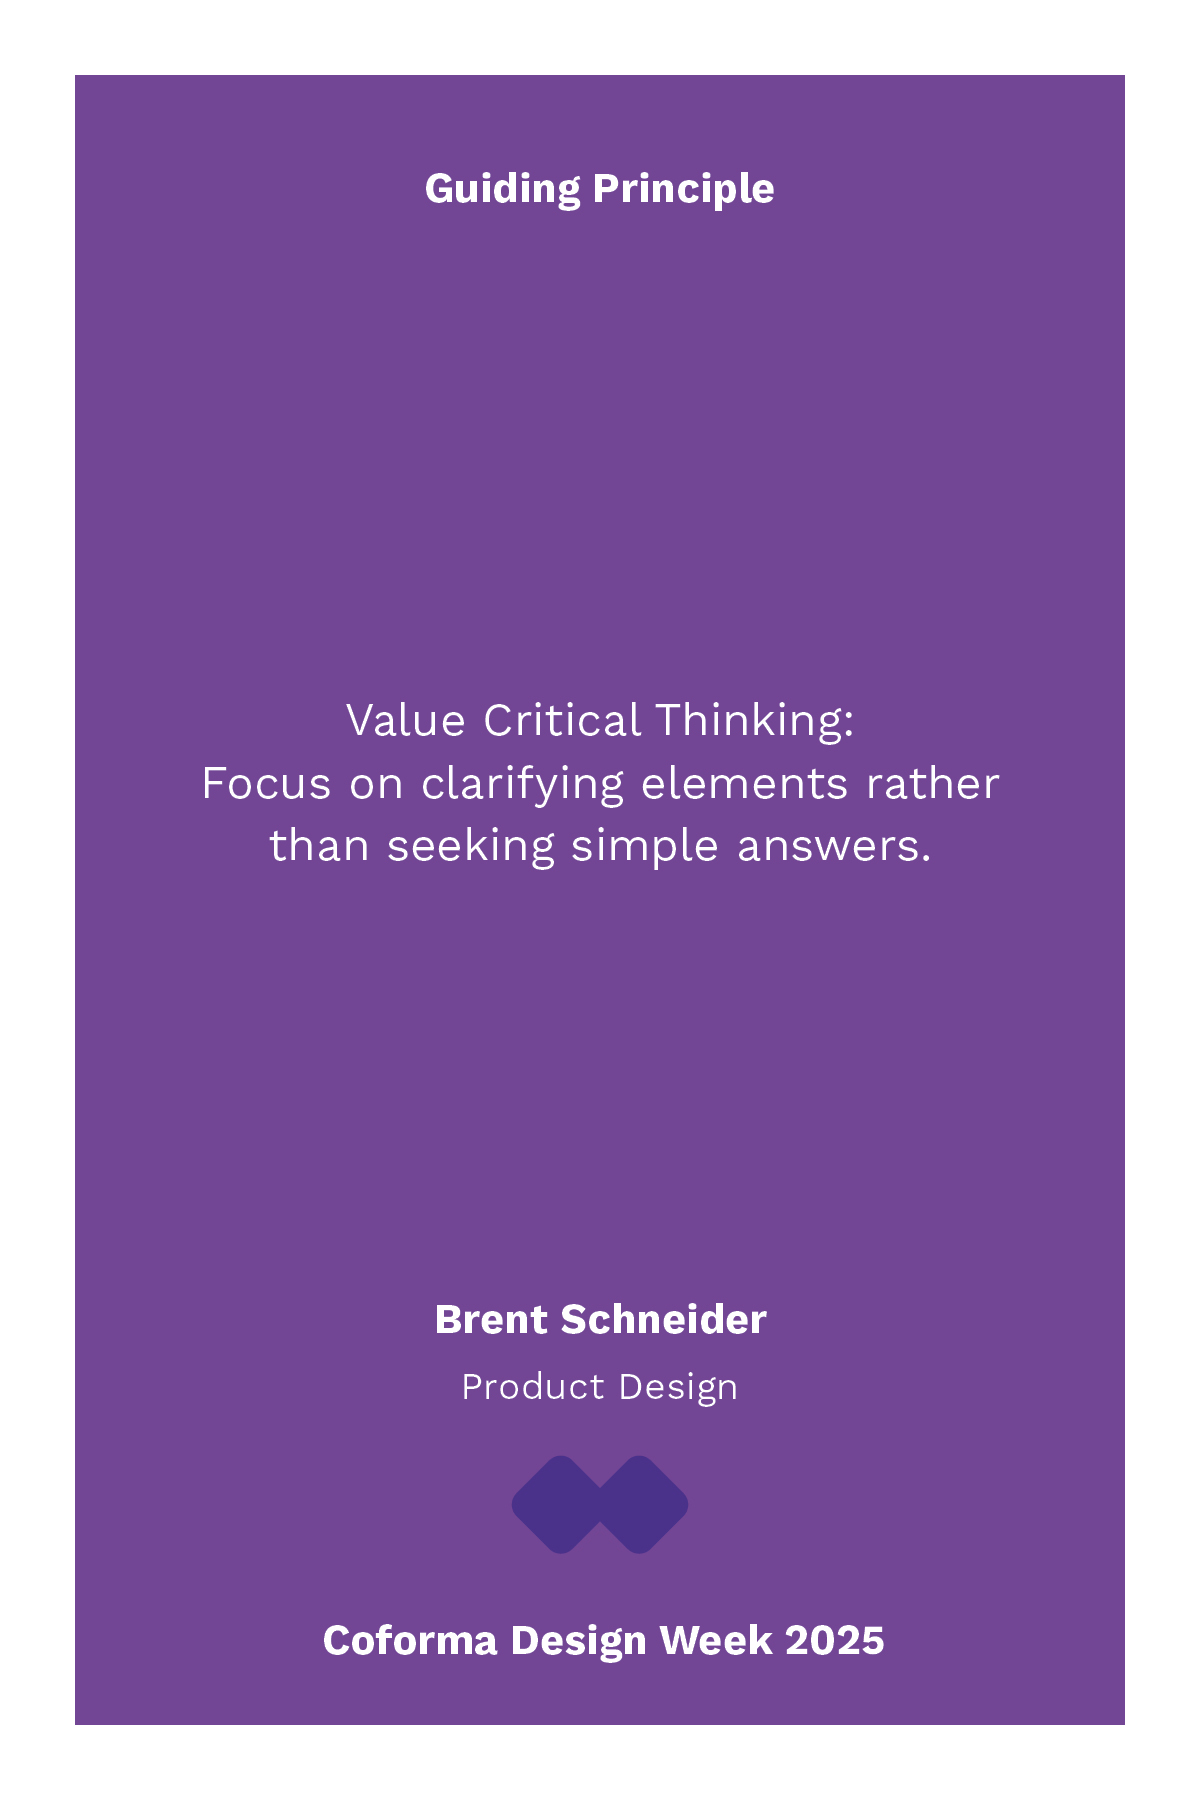 Guiding Principle
Value Critical Thinking:
Focus on clarifying elements rather
than seeking simple answers.
Brent Schneider
Product Design
Coforma Design Week 2025